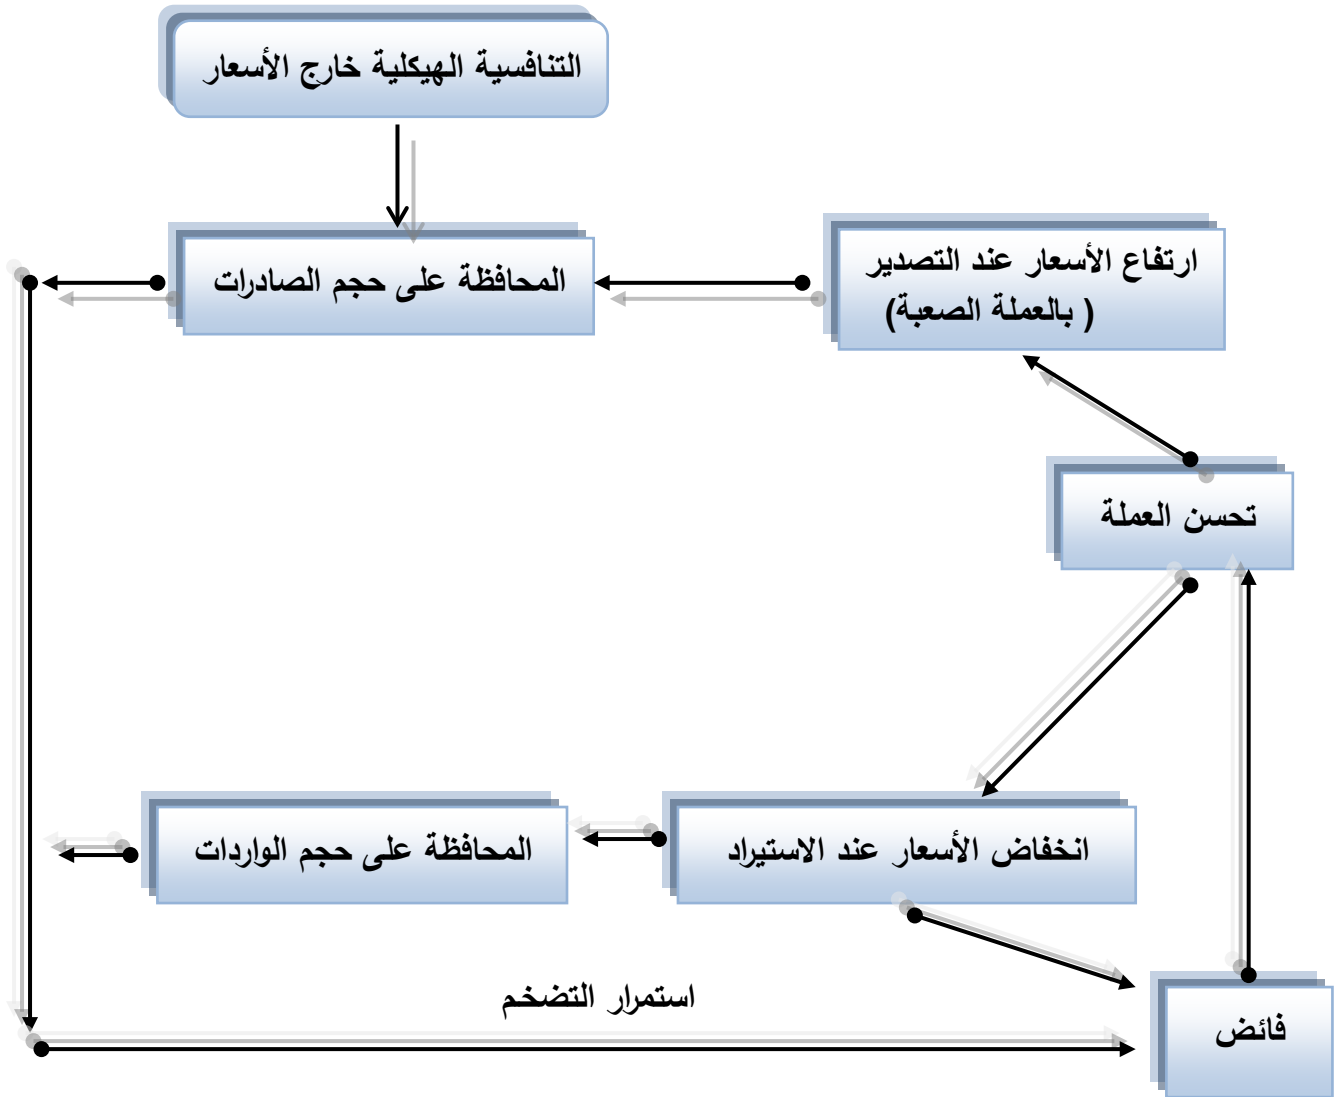 التنافسية الهيكلية خارج الأسعار
ارتفاع الأسعار عند التصدير
( بالعملة الصعبة)
المحافظة على حجم الصادرات
تحسن العملة
انخفاض الأسعار عند الاستيراد
المحافظة على حجم الواردات
استمرار التضخم
فائض